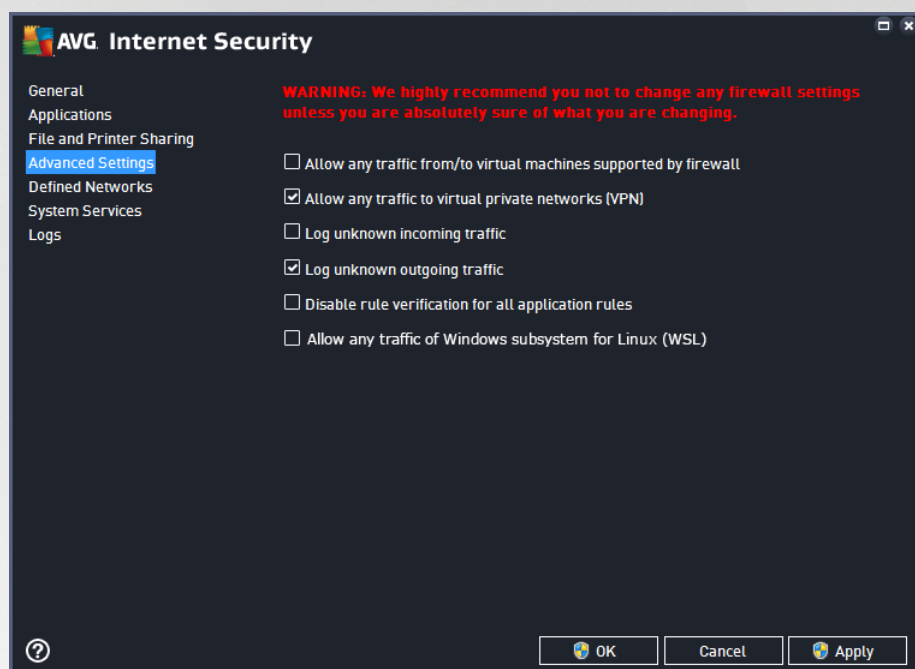 AVG. Internet Security
General
Applications
File and Printer Sharing
Advanced Settings
Defined Networks
System Services
Logs
WARNING: We highly recommend you not to change any firewall settings
unless you are absolutely sure of what you are changing.
Allow any traffic from/to virtual machines supported by firewall
Allow any traffic to virtual private networks (VPN)
Log unknown incoming traffic
Log unknown outgoing traffic
Disable rule verification for all application rules
Allow any traffic of Windows subsystem for Linux (WSL)
?
OK
Cancel
Apply